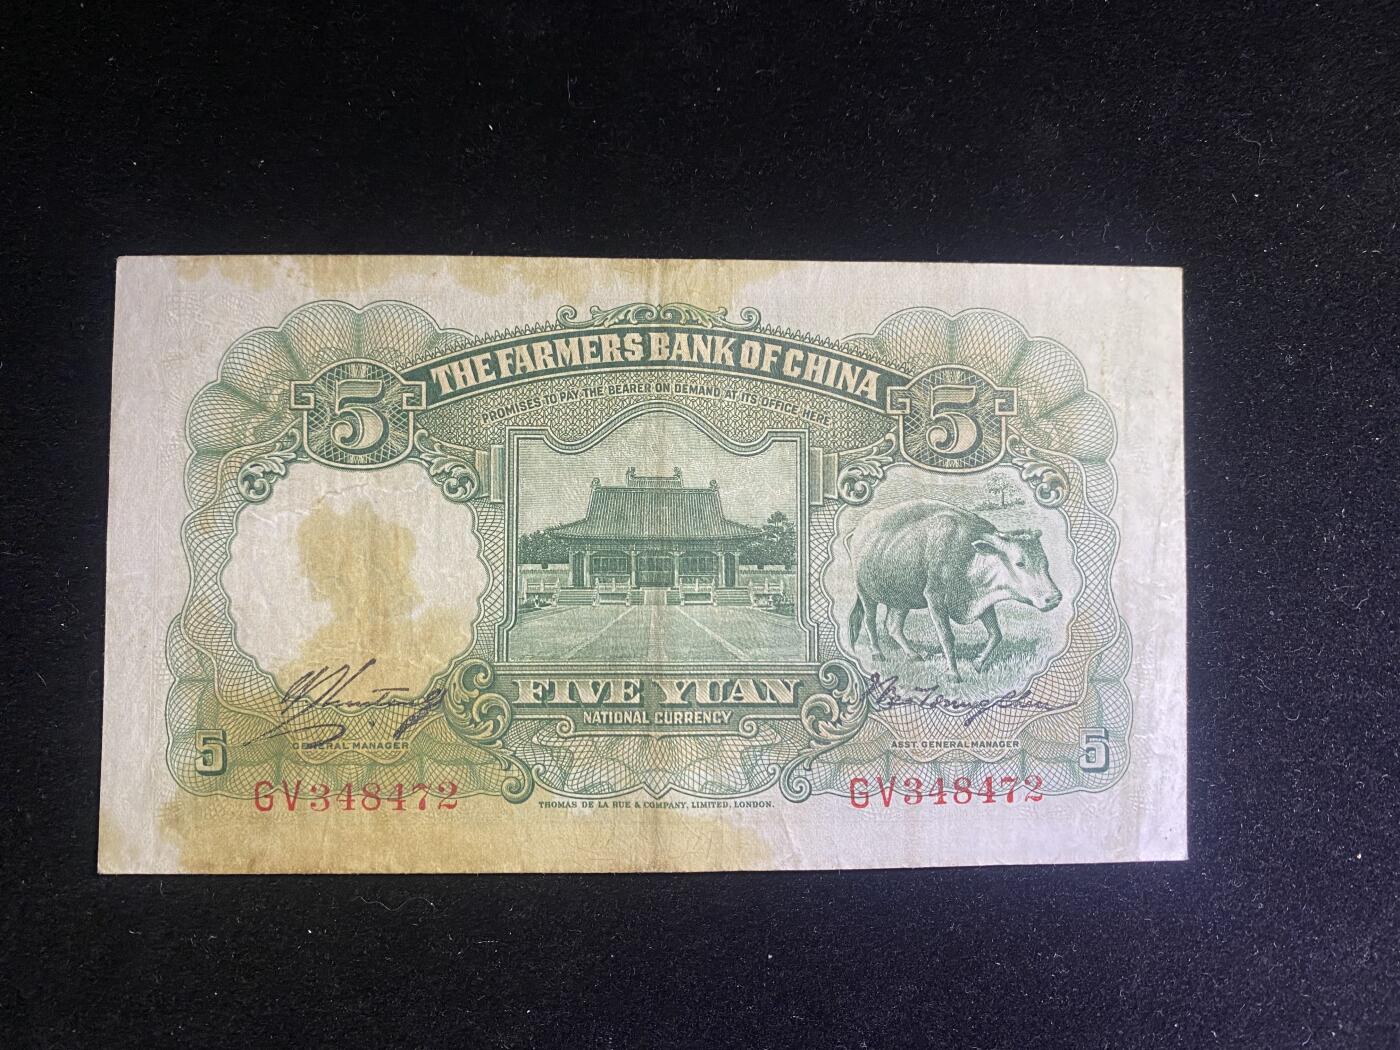 THE FARMERS BANK OF CHINA
PROMISES TO PAY THE BEARER ON DEMAND AT ITS OFFICE HERE
5
5
FIVE YUAN
NATIONAL CURRENCY
GENERAL MANAGER
ASST. GENERAL MANAGER
5
5
GV348472
GV348472
THOMAS DE LA RUE & COMPANY, LIMITED, LONDON.